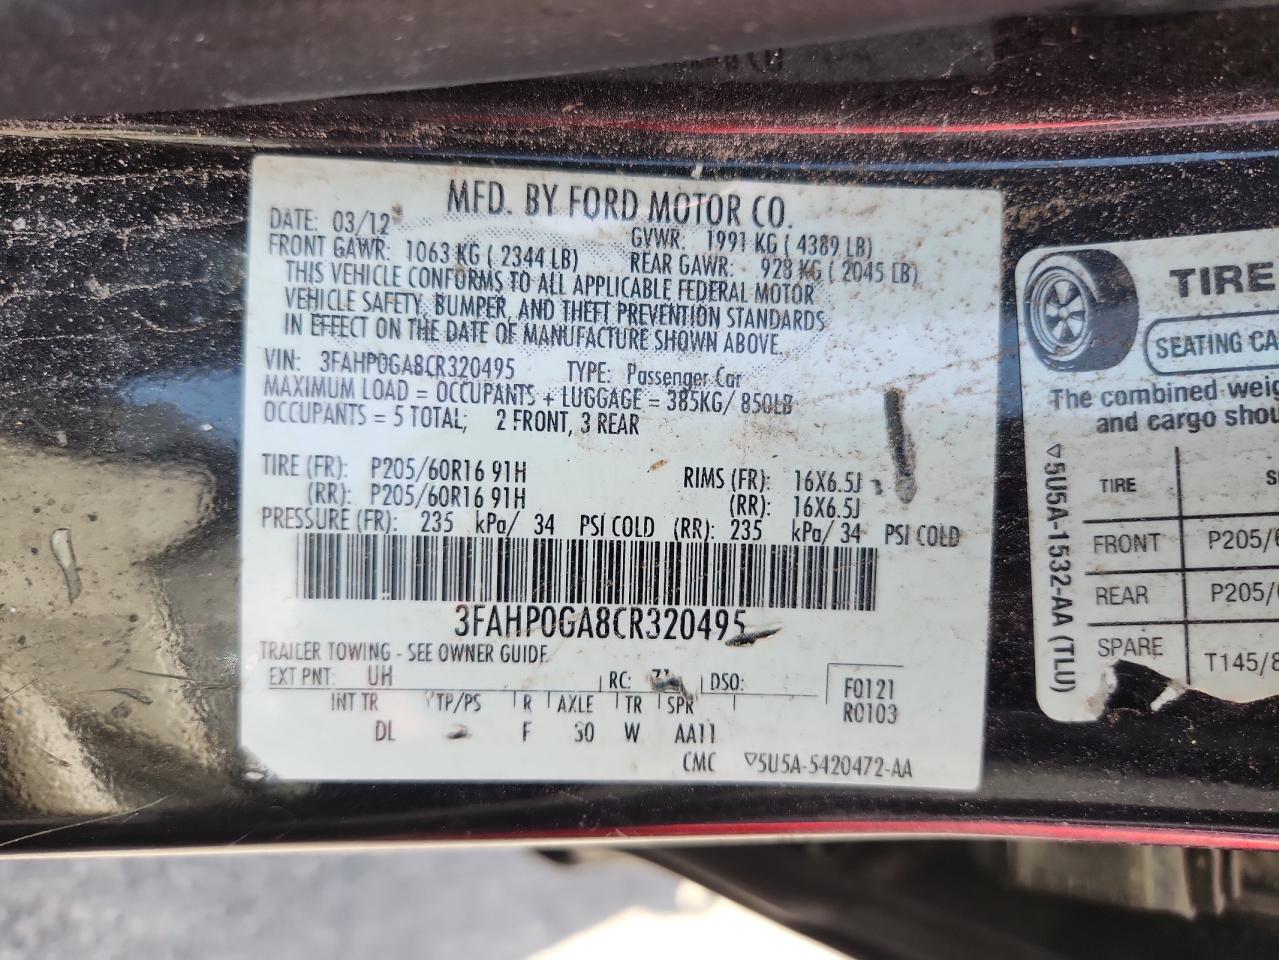 MFD. BY FORD MOTOR CO.
DATE: 03/12 GVWR: 1991 KG ( 4389 LB)
FRONT GAWR: 1063 KG ( 2344 LB) REAR GAWR: 928 KG ( 2045 LB)
THIS VEHICLE CONFORMS TO ALL APPLICABLE FEDERAL MOTOR
VEHICLE SAFETY, BUMPER, AND THEFT PREVENTION STANDARDS
IN EFFECT ON THE DATE OF MANUFACTURE SHOWN ABOVE.
VIN: 3FAHP0GA8CR320495 TYPE: Passenger Car
MAXIMUM LOAD = OCCUPANTS + LUGGAGE = 385KG/ 850LB
OCCUPANTS = 5 TOTAL; 2 FRONT, 3 REAR
TIRE (FR): P205/60R16 91H RIMS (FR): 16X6.5J
(RR): P205/60R16 91H (RR): 16X6.5J
PRESSURE (FR): 235 kPa/ 34 PSI COLD (RR): 235 kPa/ 34 PSI COLD
3FAHP0GA8CR320495
TRAILER TOWING - SEE OWNER GUIDE
EXT PNT: UH RC: DSO: F0121
INT TR TP/PS R AXLE TR SPR R0103
DL F 30 W AA11
CMC ▽5U5A-5420472-AA
TIRE
SEATING CA
The combined weig
and cargo shou
TIRE S
FRONT P205/6
REAR P205/
SPARE T145/8
▽5U5A-1532-AA (TLU)